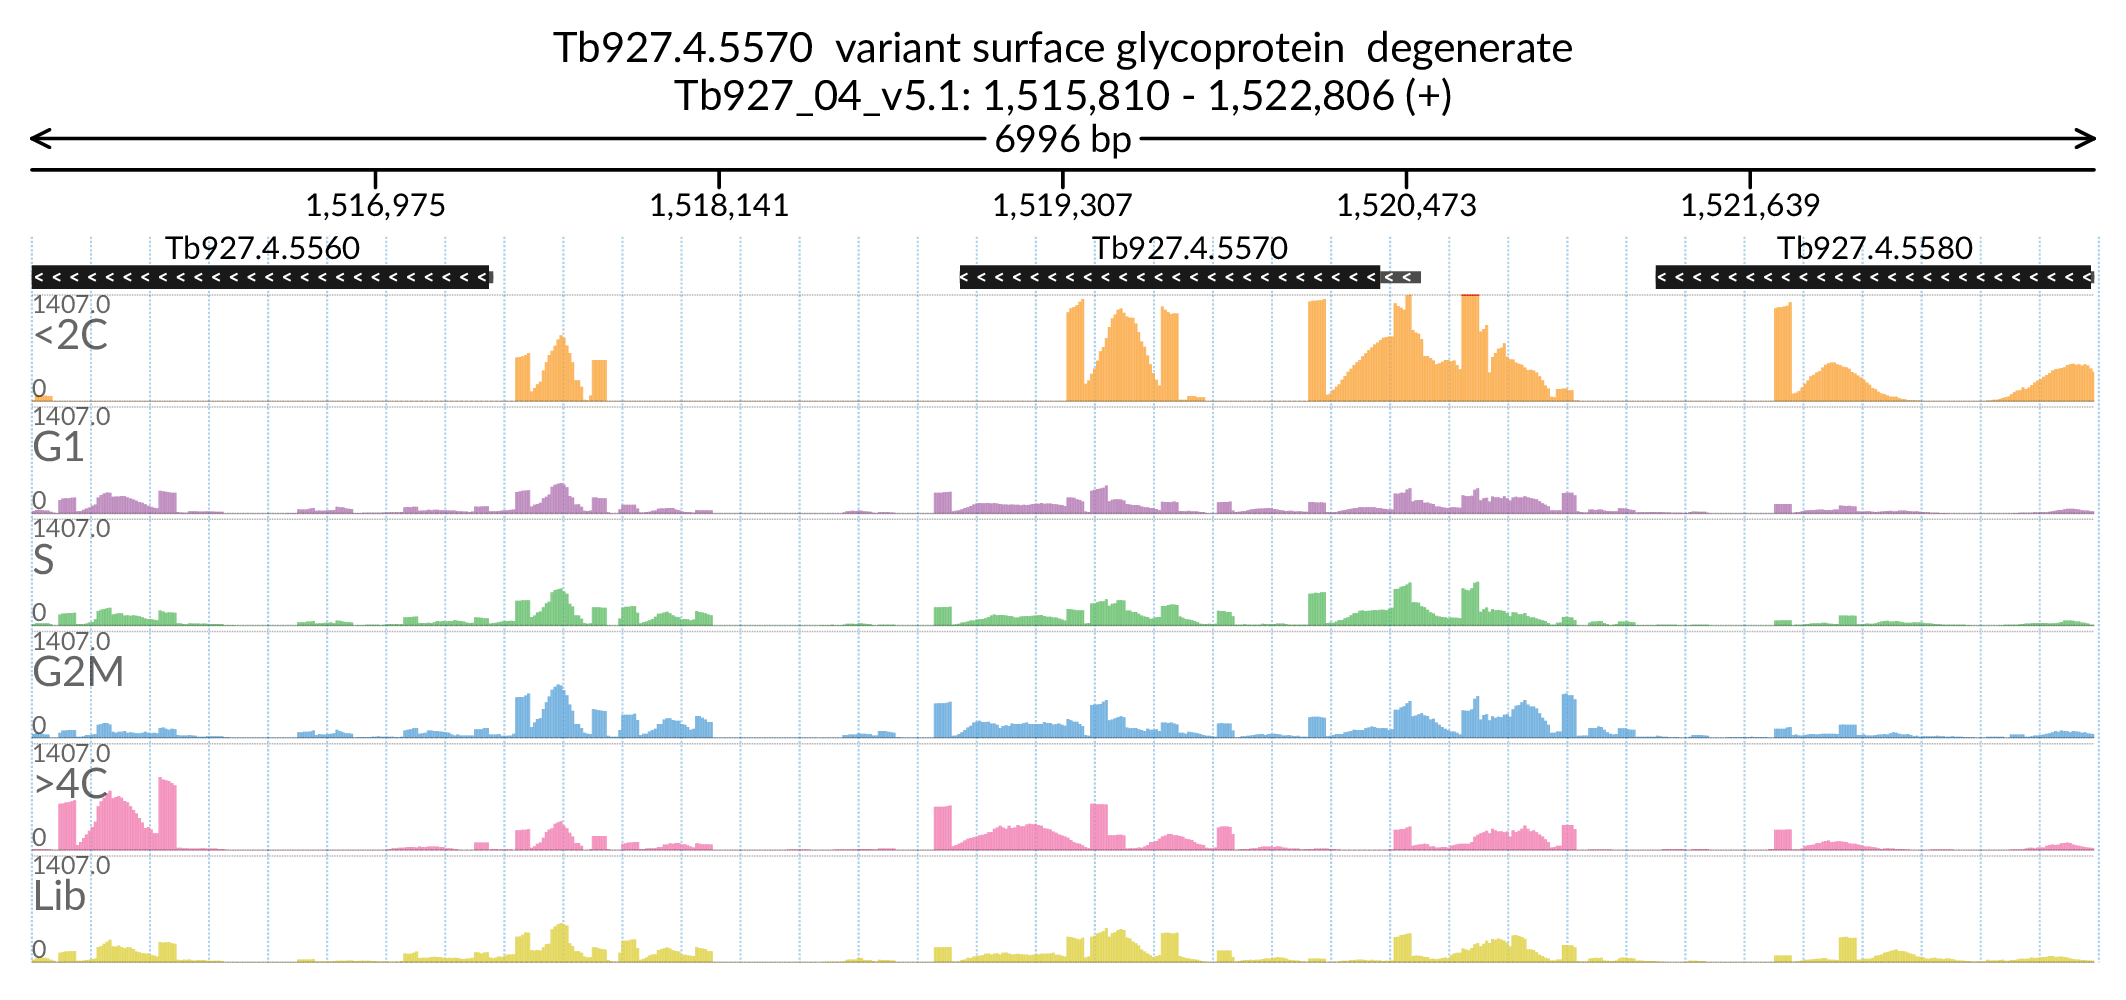 Tb927.4.5570 variant surface glycoprotein degenerate
Tb927_04_v5.1: 1,515,810 - 1,522,806 (+)
6996 bp
1,516,975 1,518,141 1,519,307 1,520,473 1,521,639
Tb927.4.5560 Tb927.4.5570 Tb927.4.5580
1407.0
<2C
0
1407.0
G1
0
1407.0
S
0
1407.0
G2M
0
1407.0
>4C
0
1407.0
Lib
0